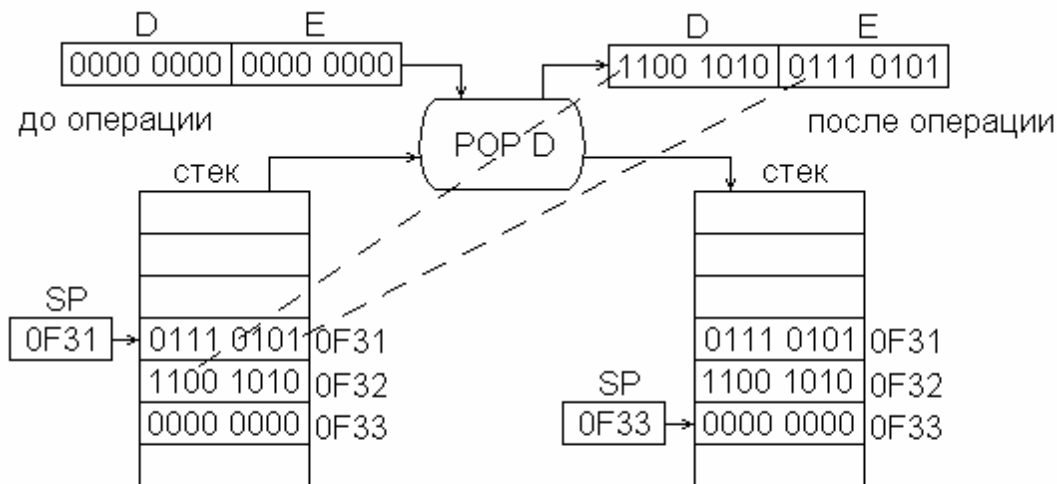 D E D E
0000 0000 0000 0000 1100 1010 0111 0101
до операции POP D после операции
стек стек
SP
0F31 0111 0101 0F31 0111 0101 0F31
1100 1010 0F32 SP 1100 1010 0F32
0000 0000 0F33 0F33 0000 0000 0F33